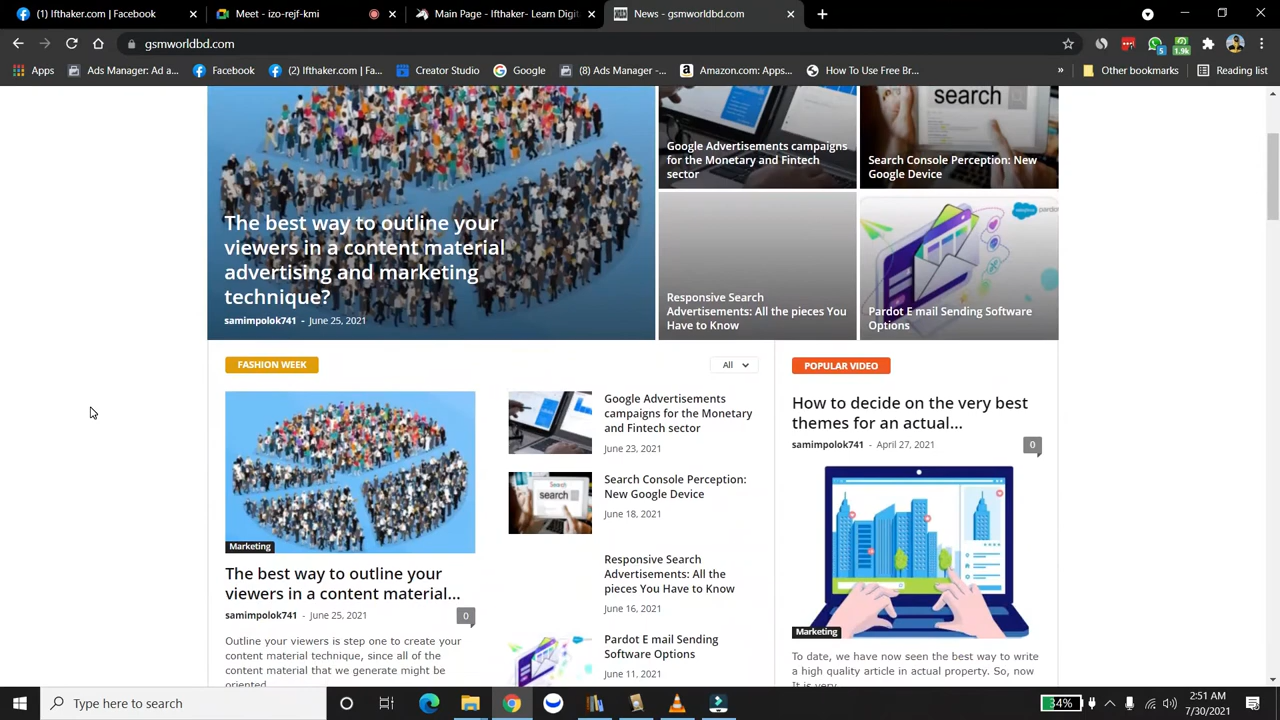 (1) Facebook
Meet - izo-rejf-kmi
Main Page - Ifthaker- Learn Digit
News - gsmworldbd.com
gsmworldbd.com
Apps
Ads Manager: Ad a...
Facebook
(2) Ifthaker.com | Fa...
Creator Studio
Google
(8) Ads Manager -...
Amazon.com: Apps...
How To Use Free Br...
»
Other bookmarks
Reading list
5
1.9k
search
Google Advertisements campaigns
for the Monetary and Fintech
sector
Search Console Perception: New
Google Device
The best way to outline your
viewers in a content material
advertising and marketing
technique?
samimpolok741 - June 25, 2021
Responsive Search
Advertisements: All the pieces You
Have to Know
salesforce pardot
Pardot E mail Sending Software
Options
FASHION WEEK
All
POPULAR VIDEO
Marketing
The best way to outline your
viewers in a content material...
samimpolok741 - June 25, 2021
0
Outline your viewers is step one to create your
content material technique, since all of the
content material that we generate might be
oriented
Google Advertisements
campaigns for the Monetary
and Fintech sector
June 23, 2021
Search
search
Search Console Perception:
New Google Device
June 18, 2021
Responsive Search
Advertisements: All the
pieces You Have to Know
June 16, 2021
Pardot E mail Sending
Software Options
June 11, 2021
How to decide on the very best
themes for an actual...
samimpolok741 - April 27, 2021
0
Marketing
To date, we have now seen the best way to write
a high quality article in actual property. So, now
It is very
Type here to search
34%
2:51 AM
7/30/2021